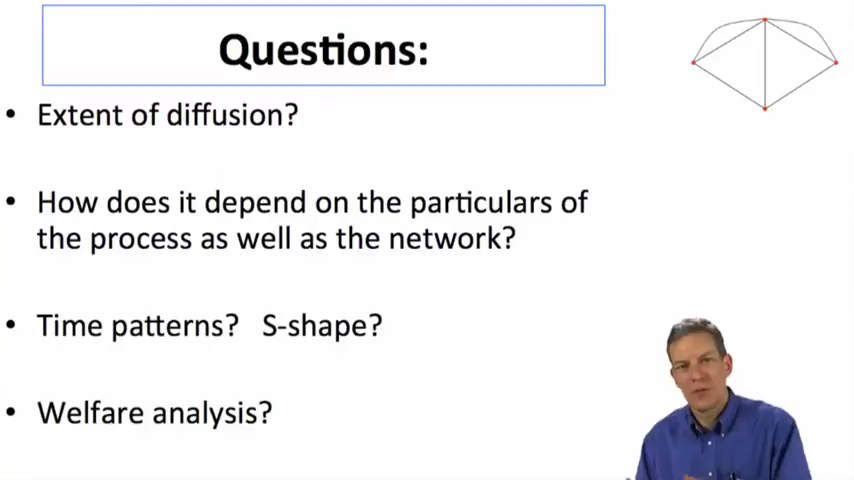 Questions:
• Extent of diffusion?
• How does it depend on the particulars of
the process as well as the network?
• Time patterns?   S-shape?
• Welfare analysis?